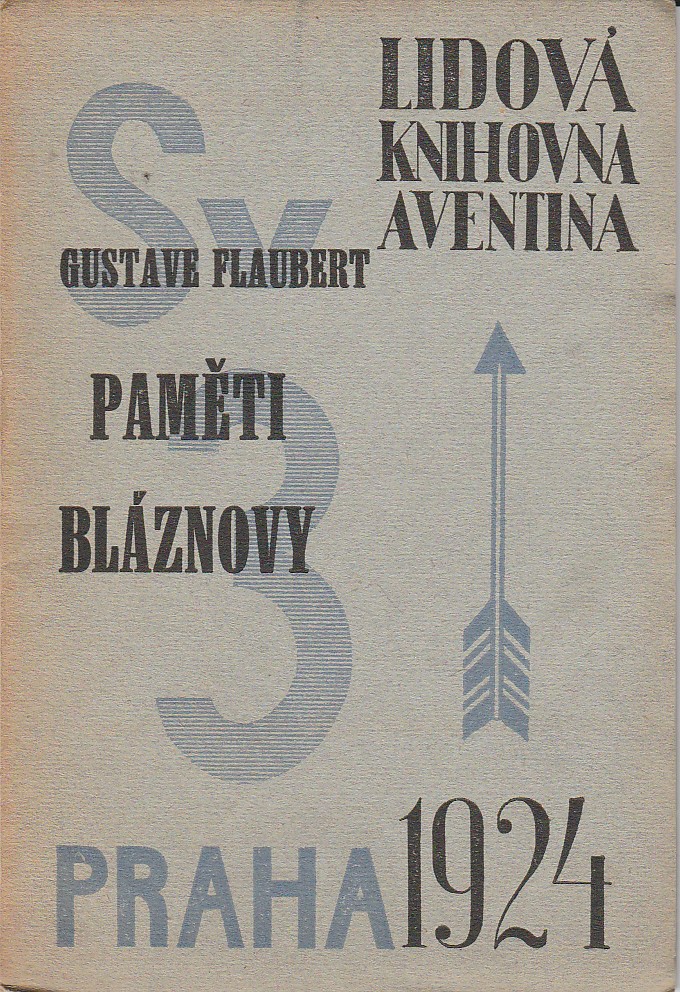 LIDOVÁ
KNIHOVNA
AVENTINA
Sv
GUSTAVE FLAUBERT
PAMĚTI
3
BLÁZNOVY
PRAHA 1924